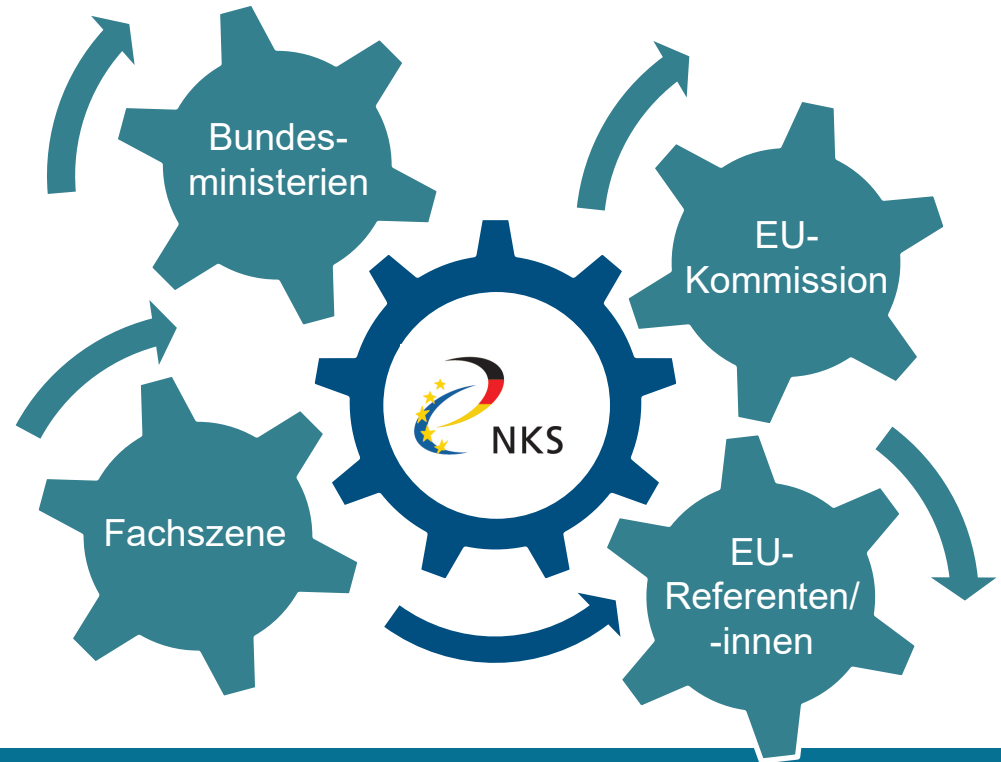 Bundes-
ministerien
EU-
Kommission
NKS
Fachszene
EU-
Referenten/
-innen